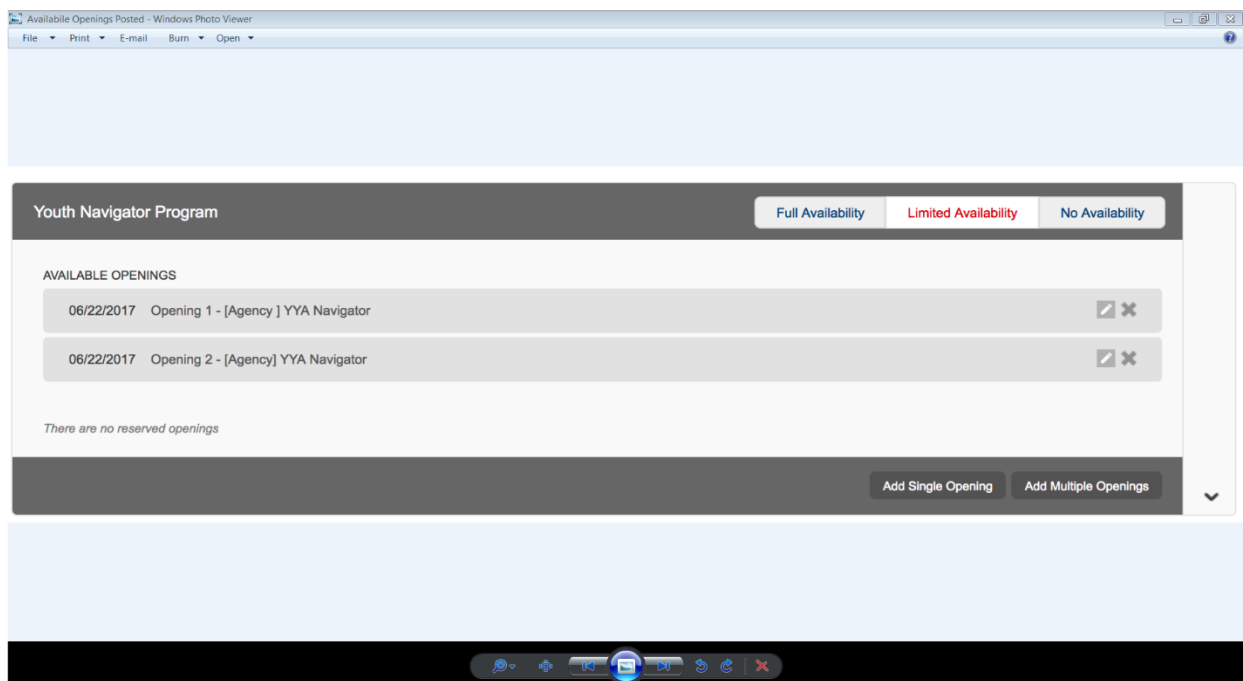 Availabile Openings Posted - Windows Photo Viewer
File Print E-mail Burn Open
Youth Navigator Program Full Availability Limited Availability No Availability
AVAILABLE OPENINGS
06/22/2017 Opening 1 - [Agency ] YYA Navigator
06/22/2017 Opening 2 - [Agency] YYA Navigator
There are no reserved openings
Add Single Opening Add Multiple Openings